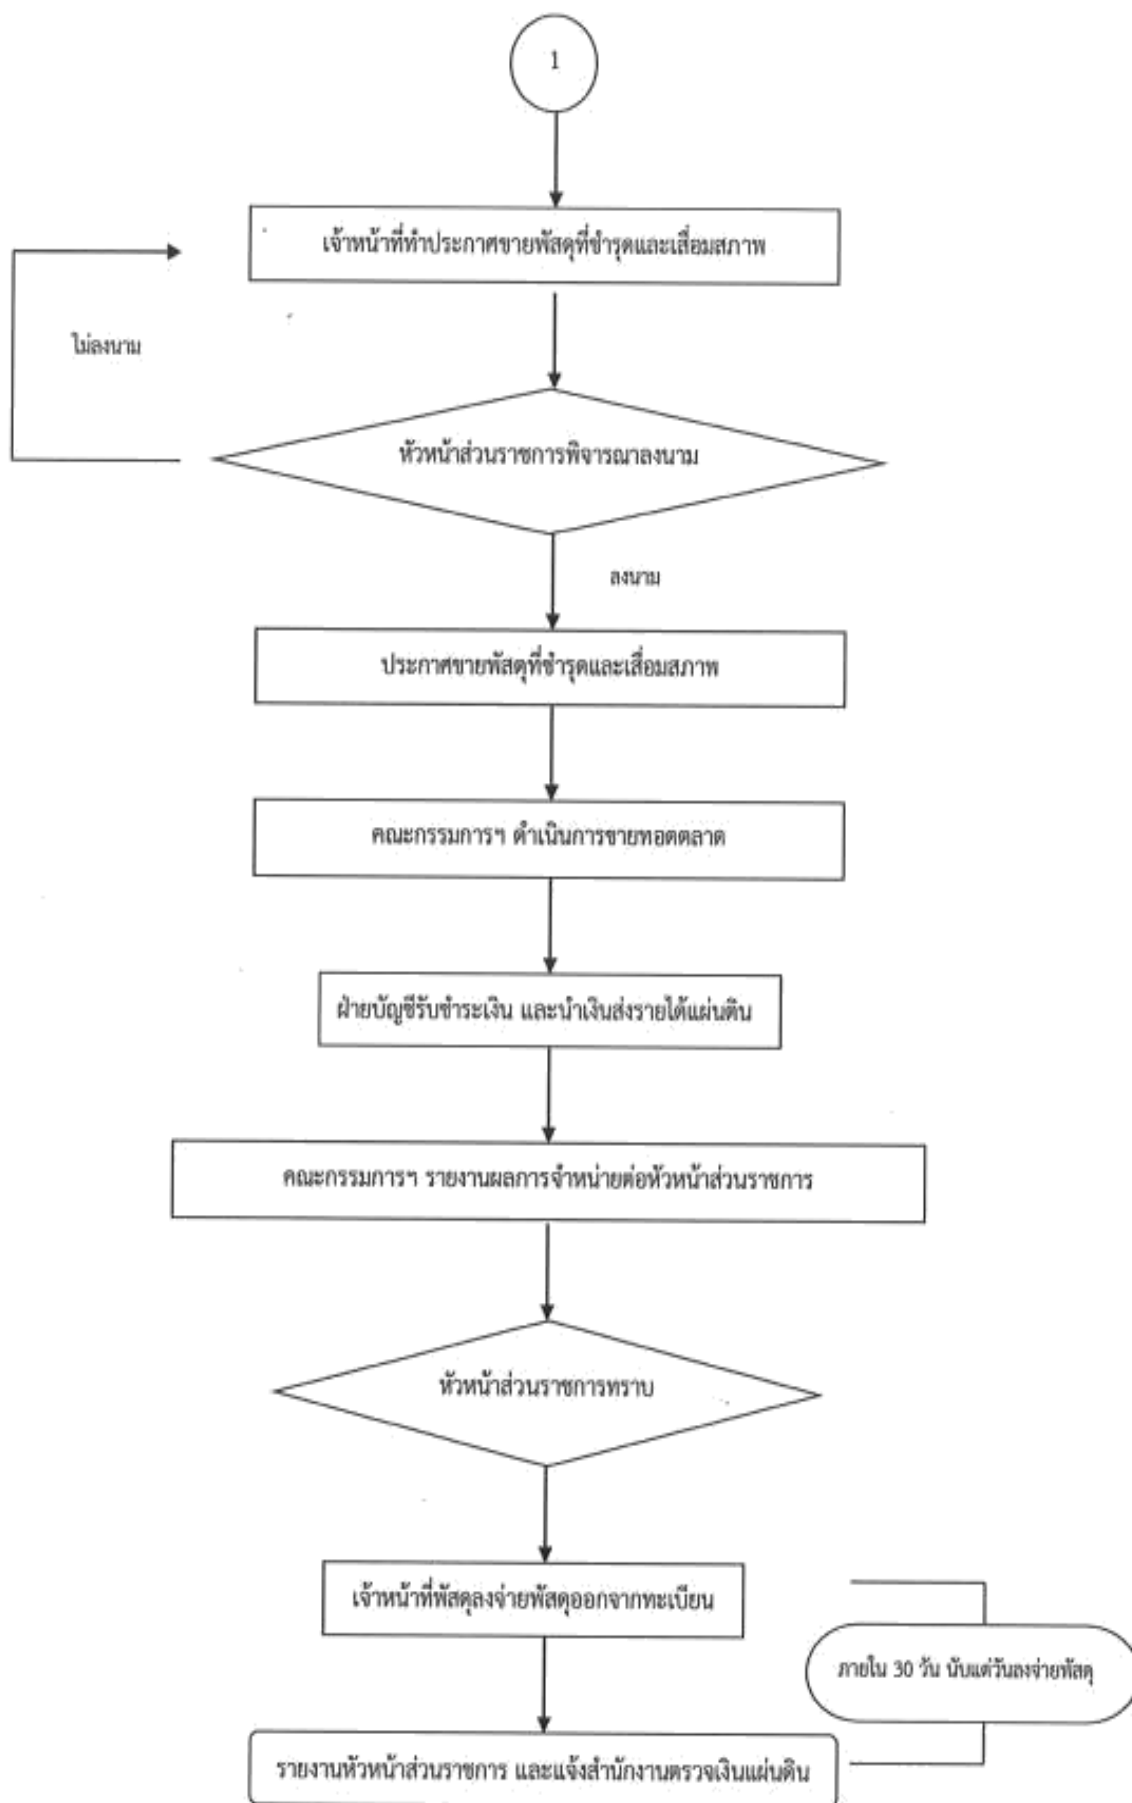 1
เจ้าหน้าที่ทำประกาศขายพัสดุที่ชำรุดและเสื่อมสภาพ
ไม่ลงนาม
หัวหน้าส่วนราชการพิจารณาลงนาม
ลงนาม
ประกาศขายพัสดุที่ชำรุดและเสื่อมสภาพ
คณะกรรมการฯ ดำเนินการขายทอดตลาด
ฝ่ายบัญชีรับชำระเงิน และนำเงินส่งรายได้แผ่นดิน
คณะกรรมการฯ รายงานผลการจำหน่ายต่อหัวหน้าส่วนราชการ
หัวหน้าส่วนราชการทราบ
เจ้าหน้าที่พัสดุลงจ่ายพัสดุออกจากทะเบียน
ภายใน 30 วัน นับแต่วันลงจ่ายพัสดุ
รายงานหัวหน้าส่วนราชการ และแจ้งสำนักงานตรวจเงินแผ่นดิน